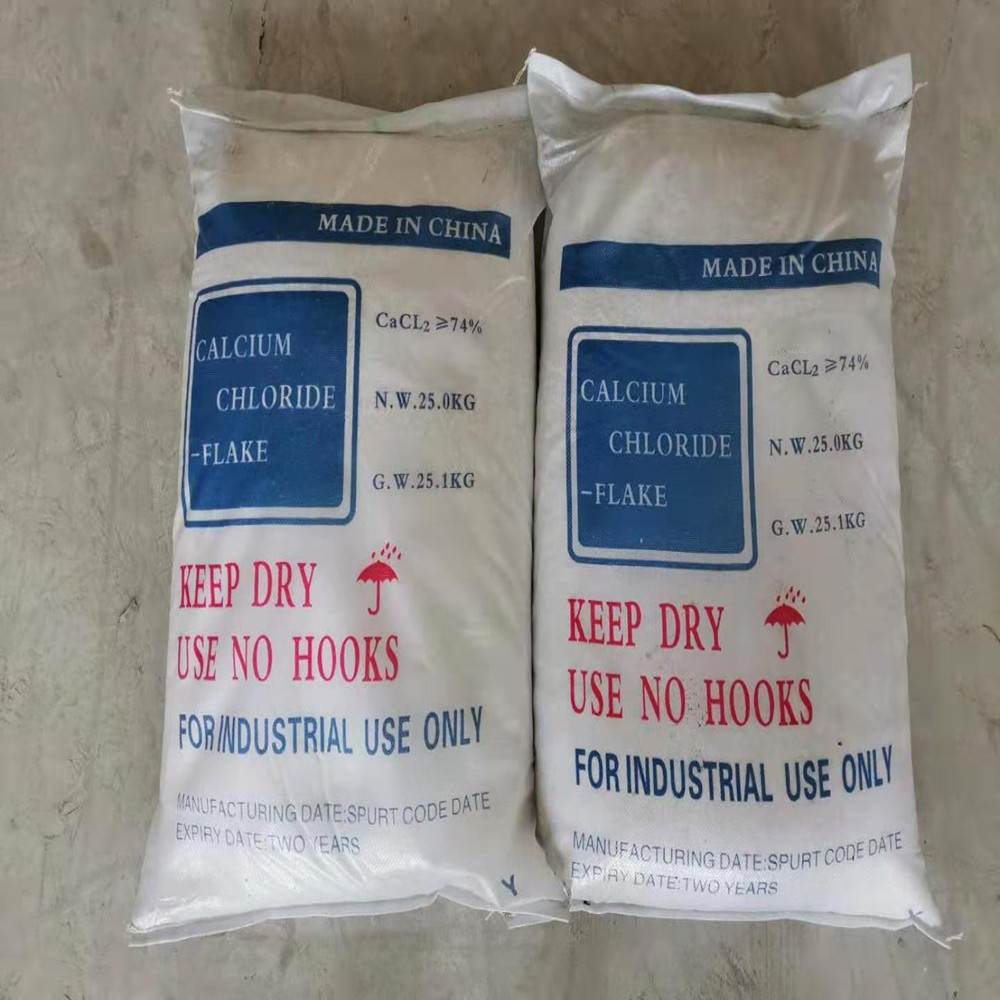 MADE IN CHINA
CALCIUM
CHLORIDE
-FLAKE
CaCL₂ ≥74%
N.W.25.0KG
G.W.25.1KG
KEEP DRY
USE NO HOOKS
FOR INDUSTRIAL USE ONLY
MANUFACTURING DATE:SPURT CODE DATE
EXPIRY DATE:TWO YEARS
Y
MADE IN CHINA
CALCIUM
CHLORIDE
-FLAKE
CaCL₂ ≥74%
N.W.25.0KG
G.W.25.1KG
KEEP DRY
USE NO HOOKS
FOR INDUSTRIAL USE ONLY
MANUFACTURING DATE:SPURT CODE DATE
EXPIRY DATE:TWO YEARS